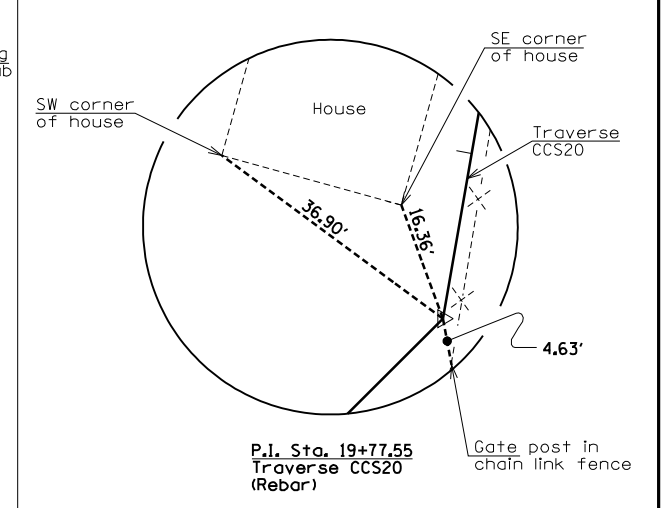 g
ab
SE corner
of house
SW corner
of house
House
Traverse
CCS20
36.90'
16.36'
4.63'
P.I. Sta. 19+77.55
Traverse CCS20
(Rebar)
Gate post in
chain link fence